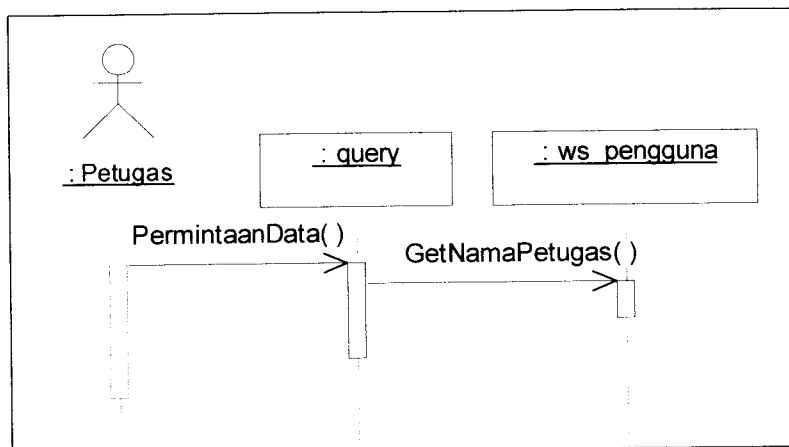 : Petugas
: query
: ws_pengguna
PermintaanData( )
GetNamaPetugas( )